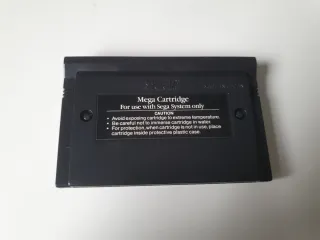 Mega Cartridge
For use with Sega System only
CAUTION
• Avoid exposing cartridge to extreme temperature.
• Be careful not to immerse cartridge in water.
• For protection, when cartridge is not in use, place
cartridge inside protective plastic case.